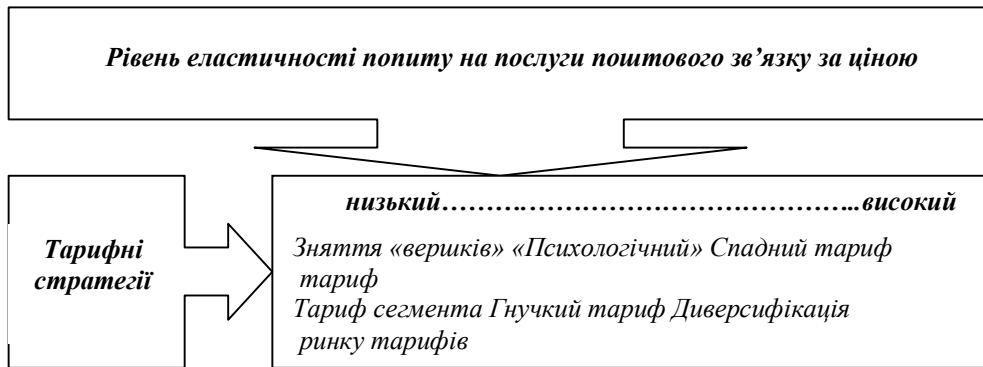 Рівень еластичності попиту на послуги поштового зв’язку за ціною
Тарифні
стратегії
низький……….…….…………………………...високий
Зняття «вершків» «Психологічний» Спадний тариф
тариф
Тариф сегмента Гнучкий тариф Диверсифікація
ринку тарифів